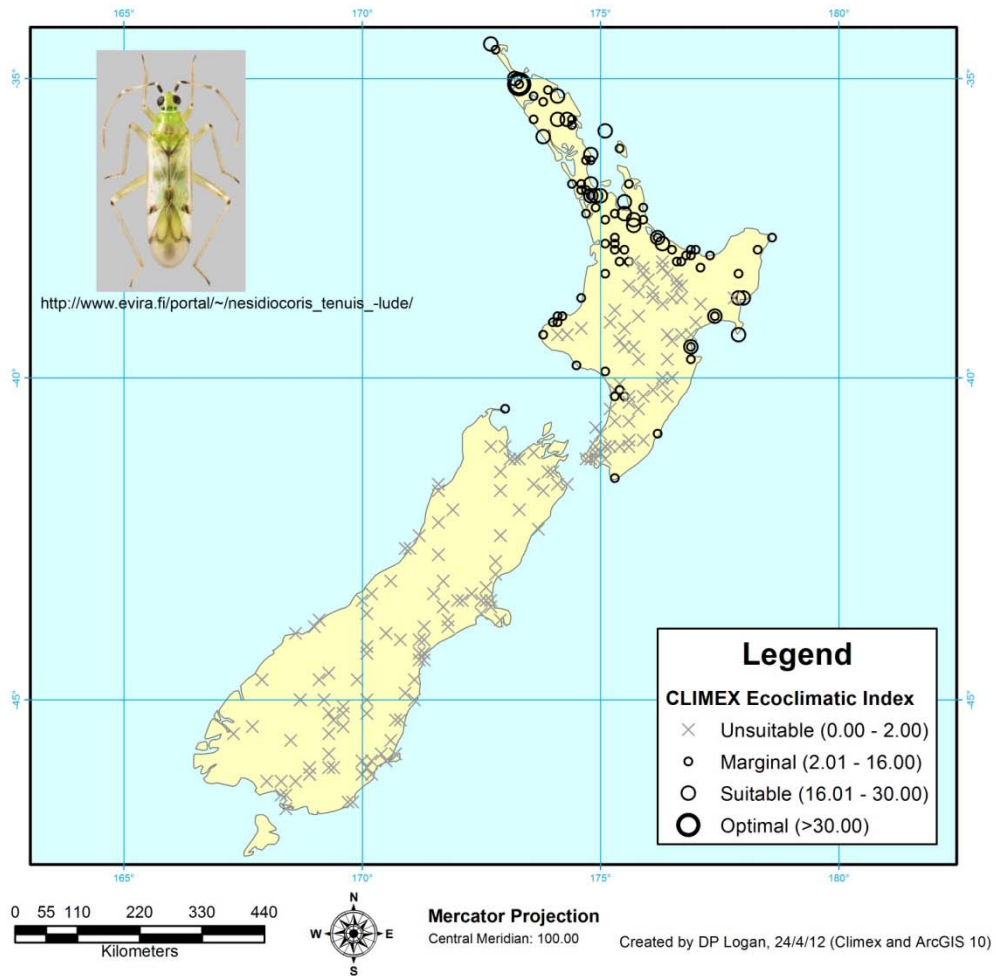 165°
170°
175°
180°
-35°
-35°
http://www.evira.fi/portal/~/nesidiocoris_tenuis_-lude/
-40°
-40°
Legend
CLIMEX Ecoclimatic Index
Unsuitable (0.00 - 2.00)
Marginal (2.01 - 16.00)
Suitable (16.01 - 30.00)
Optimal (>30.00)
-45°
-45°
165°
170°
175°
180°
0 55 110 220 330 440
Kilometers
N
W E
S
Mercator Projection
Central Meridian: 100.00
Created by DP Logan, 24/4/12 (Climex and ArcGIS 10)